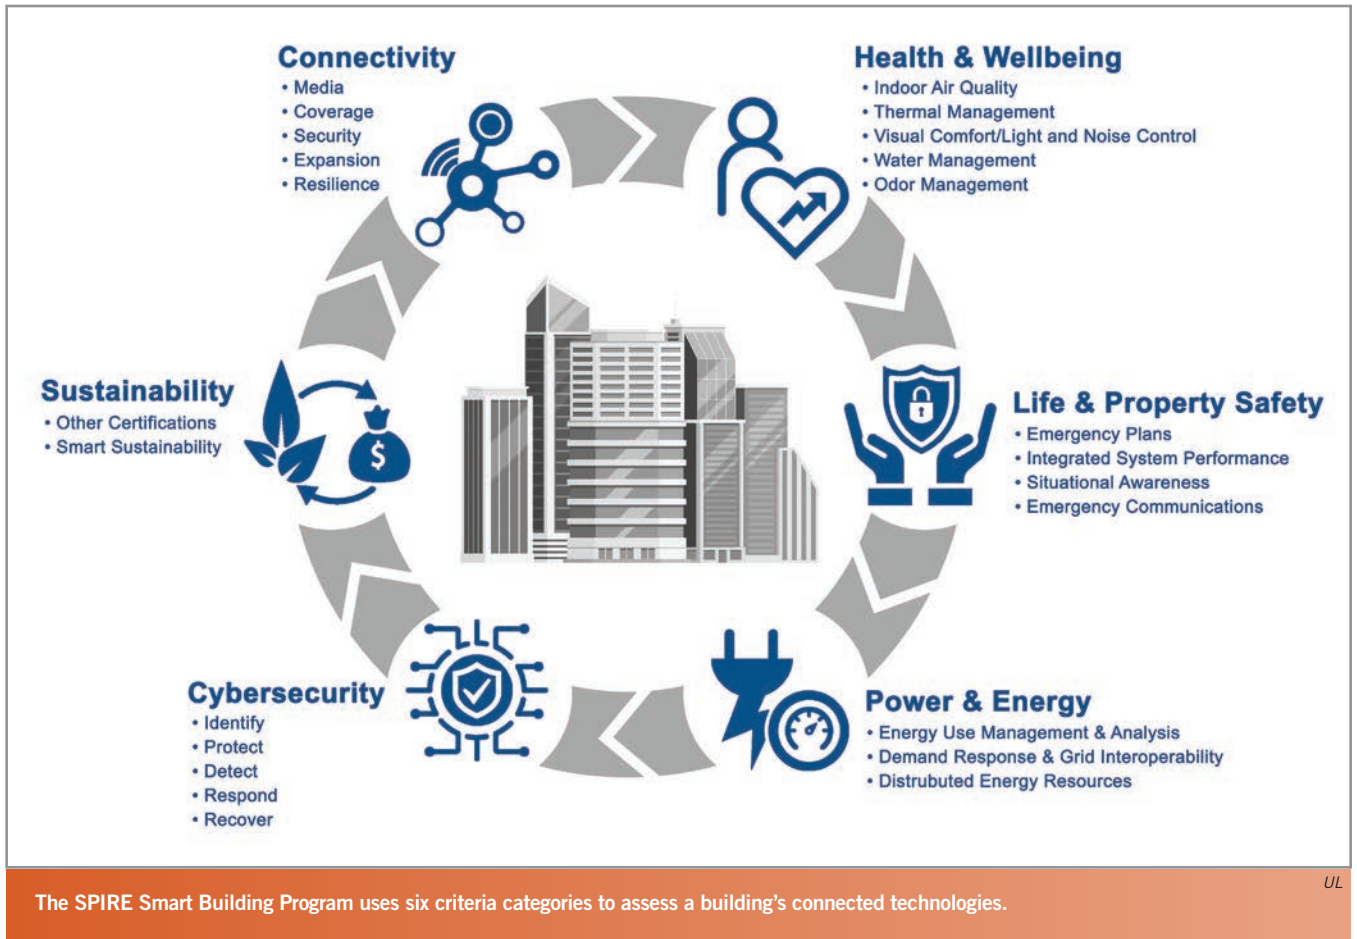 Connectivity
• Media
• Coverage
• Security
• Expansion
• Resilience
Health & Wellbeing
• Indoor Air Quality
• Thermal Management
• Visual Comfort/Light and Noise Control
• Water Management
• Odor Management
Sustainability
• Other Certifications
• Smart Sustainability
$
Life & Property Safety
• Emergency Plans
• Integrated System Performance
• Situational Awareness
• Emergency Communications
Cybersecurity
• Identify
• Protect
• Detect
• Respond
• Recover
Power & Energy
• Energy Use Management & Analysis
• Demand Response & Grid Interoperability
• Distrubuted Energy Resources
UL
The SPIRE Smart Building Program uses six criteria categories to assess a building’s connected technologies.